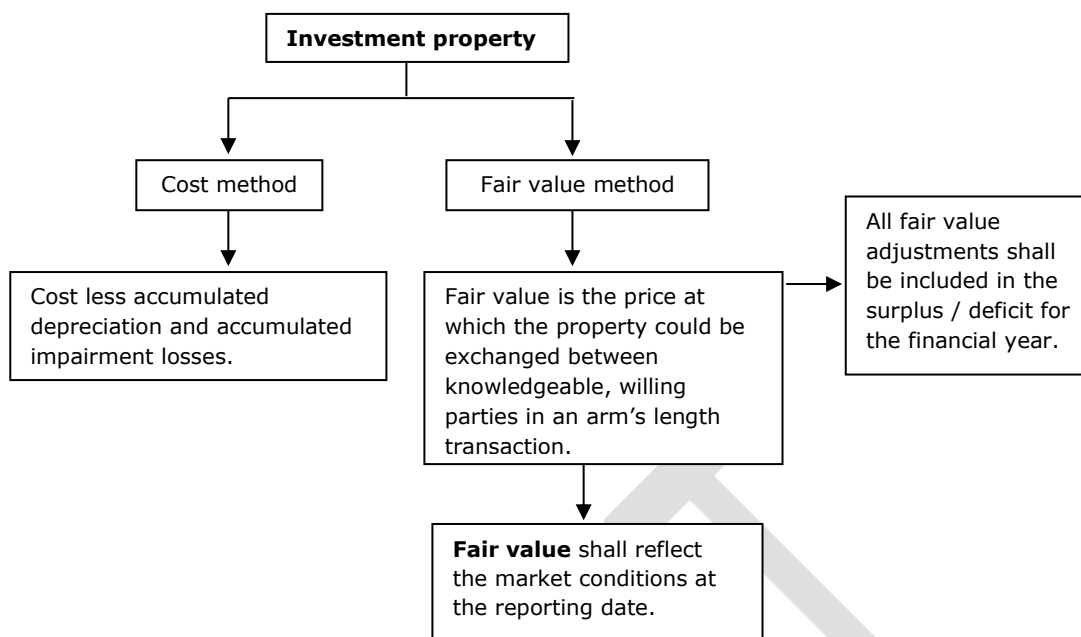 Investment property
Cost method
Fair value method
Cost less accumulated
depreciation and accumulated
impairment losses.
Fair value is the price at
which the property could be
exchanged between
knowledgeable, willing
parties in an arm’s length
transaction.
All fair value
adjustments shall
be included in the
surplus / deficit for
the financial year.
Fair value shall reflect
the market conditions at
the reporting date.